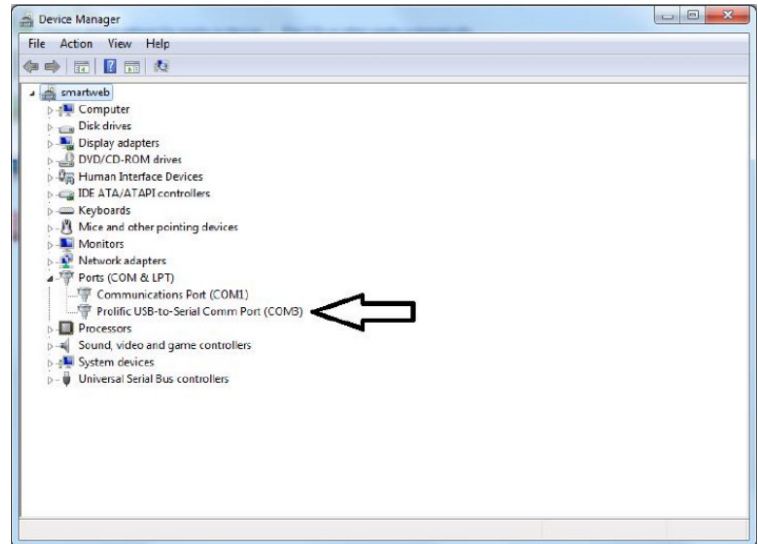 Device Manager
File Action View Help
smartweb
Computer
Disk drives
Display adapters
DVD/CD-ROM drives
Human Interface Devices
IDE ATA/ATAPI controllers
Keyboards
Mice and other pointing devices
Monitors
Network adapters
Ports (COM & LPT)
Communications Port (COM1)
Prolific USB-to-Serial Comm Port (COM3)
Processors
Sound, video and game controllers
System devices
Universal Serial Bus controllers